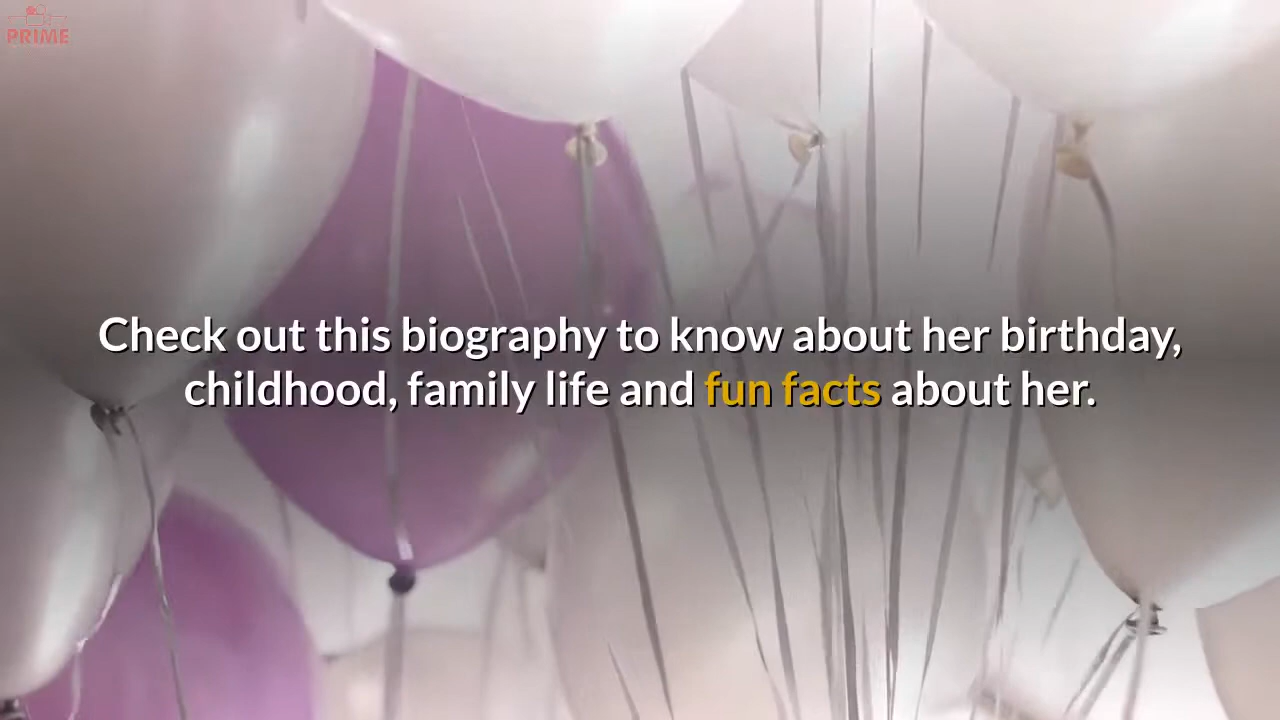 PRIME
Check out this biography to know about her birthday,
childhood, family life and fun facts about her.